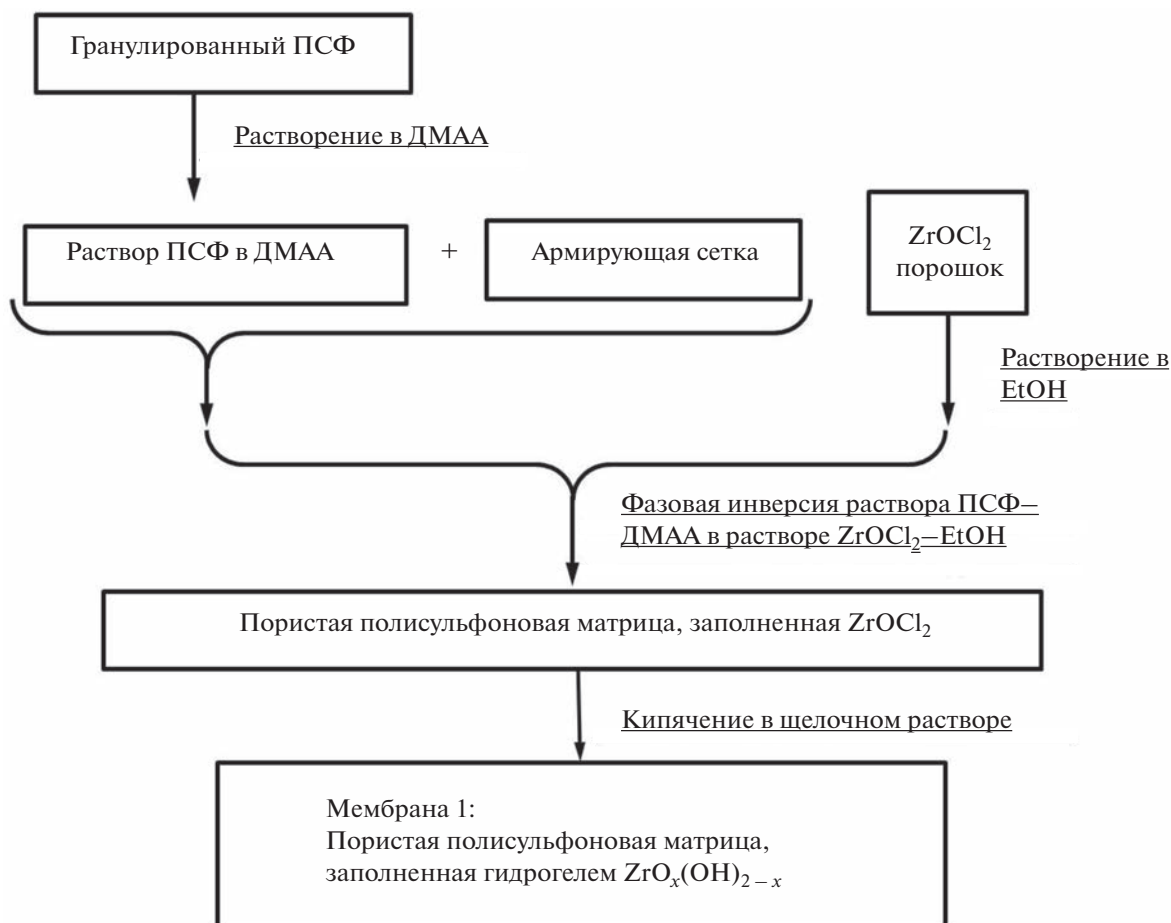 Гранулированный ПСФ
Растворение в ДМАА
Раствор ПСФ в ДМАА
+
Армирующая сетка
ZrOCl₂
порошок
Растворение в
EtOH
Фазовая инверсия раствора ПСФ–
ДМАА в растворе ZrOCl₂–EtOH
Пористая полисульфоновая матрица, заполненная ZrOCl₂
Кипячение в щелочном растворе
Мембрана 1:
Пористая полисульфоновая матрица,
заполненная гидрогелем ZrOₓ(OH)₂ ₋ ₓ